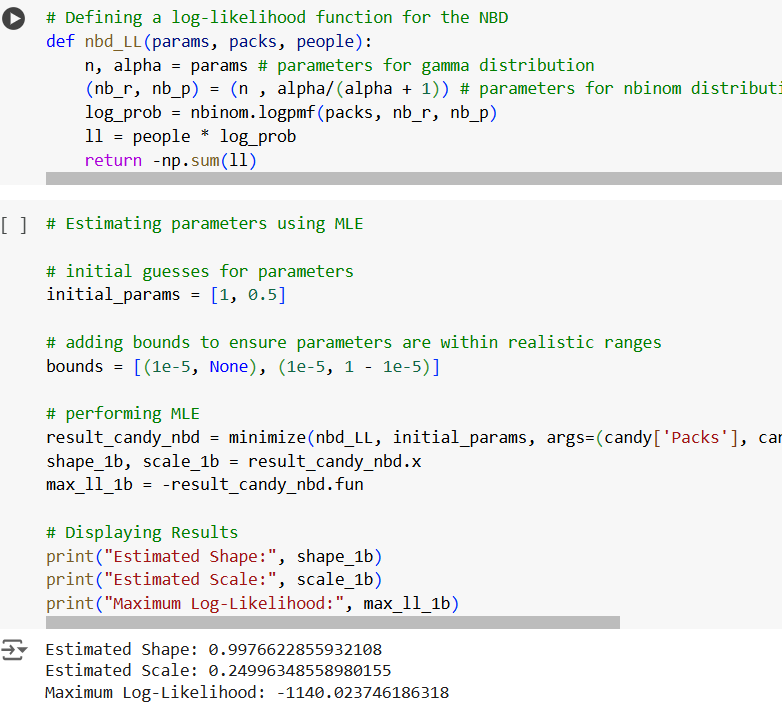 # Defining a log-likelihood function for the NBD
def nbd_LL(params, packs, people):
    n, alpha = params # parameters for gamma distribution
    (nb_r, nb_p) = (n , alpha/(alpha + 1)) # parameters for nbinom distributi
    log_prob = nbinom.logpmf(packs, nb_r, nb_p)
    ll = people * log_prob
    return -np.sum(ll)
[ ] # Estimating parameters using MLE
# initial guesses for parameters
initial_params = [1, 0.5]
# adding bounds to ensure parameters are within realistic ranges
bounds = [(1e-5, None), (1e-5, 1 - 1e-5)]
# performing MLE
result_candy_nbd = minimize(nbd_LL, initial_params, args=(candy['Packs'], can
shape_1b, scale_1b = result_candy_nbd.x
max_ll_1b = -result_candy_nbd.fun
# Displaying Results
print("Estimated Shape:", shape_1b)
print("Estimated Scale:", scale_1b)
print("Maximum Log-Likelihood:", max_ll_1b)
Estimated Shape: 0.9976622855932108
Estimated Scale: 0.24996348558980155
Maximum Log-Likelihood: -1140.023746186318